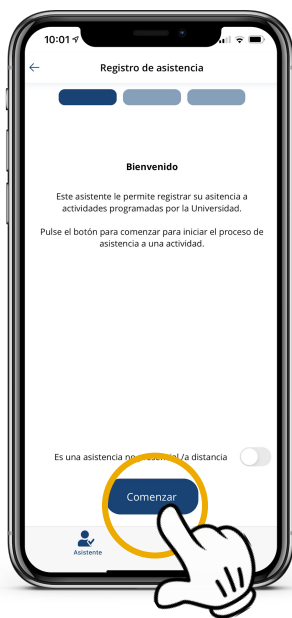 10:01
Registro de asistencia
Bienvenido
Este asistente le permite registrar su asitencia a
actividades programadas por la Universidad.
Pulse el botón para comenzar para iniciar el proceso de
asistencia a una actividad.
Es una asistencia no presencial /a distancia
Comenzar
Asistente